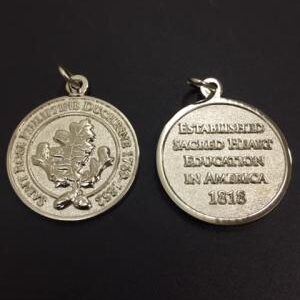 SAINT ROSE PHILIPPINE DUCHESNE 1769-1852
ESTABLISHED
SACRED HEART
EDUCATION
IN AMERICA
1818